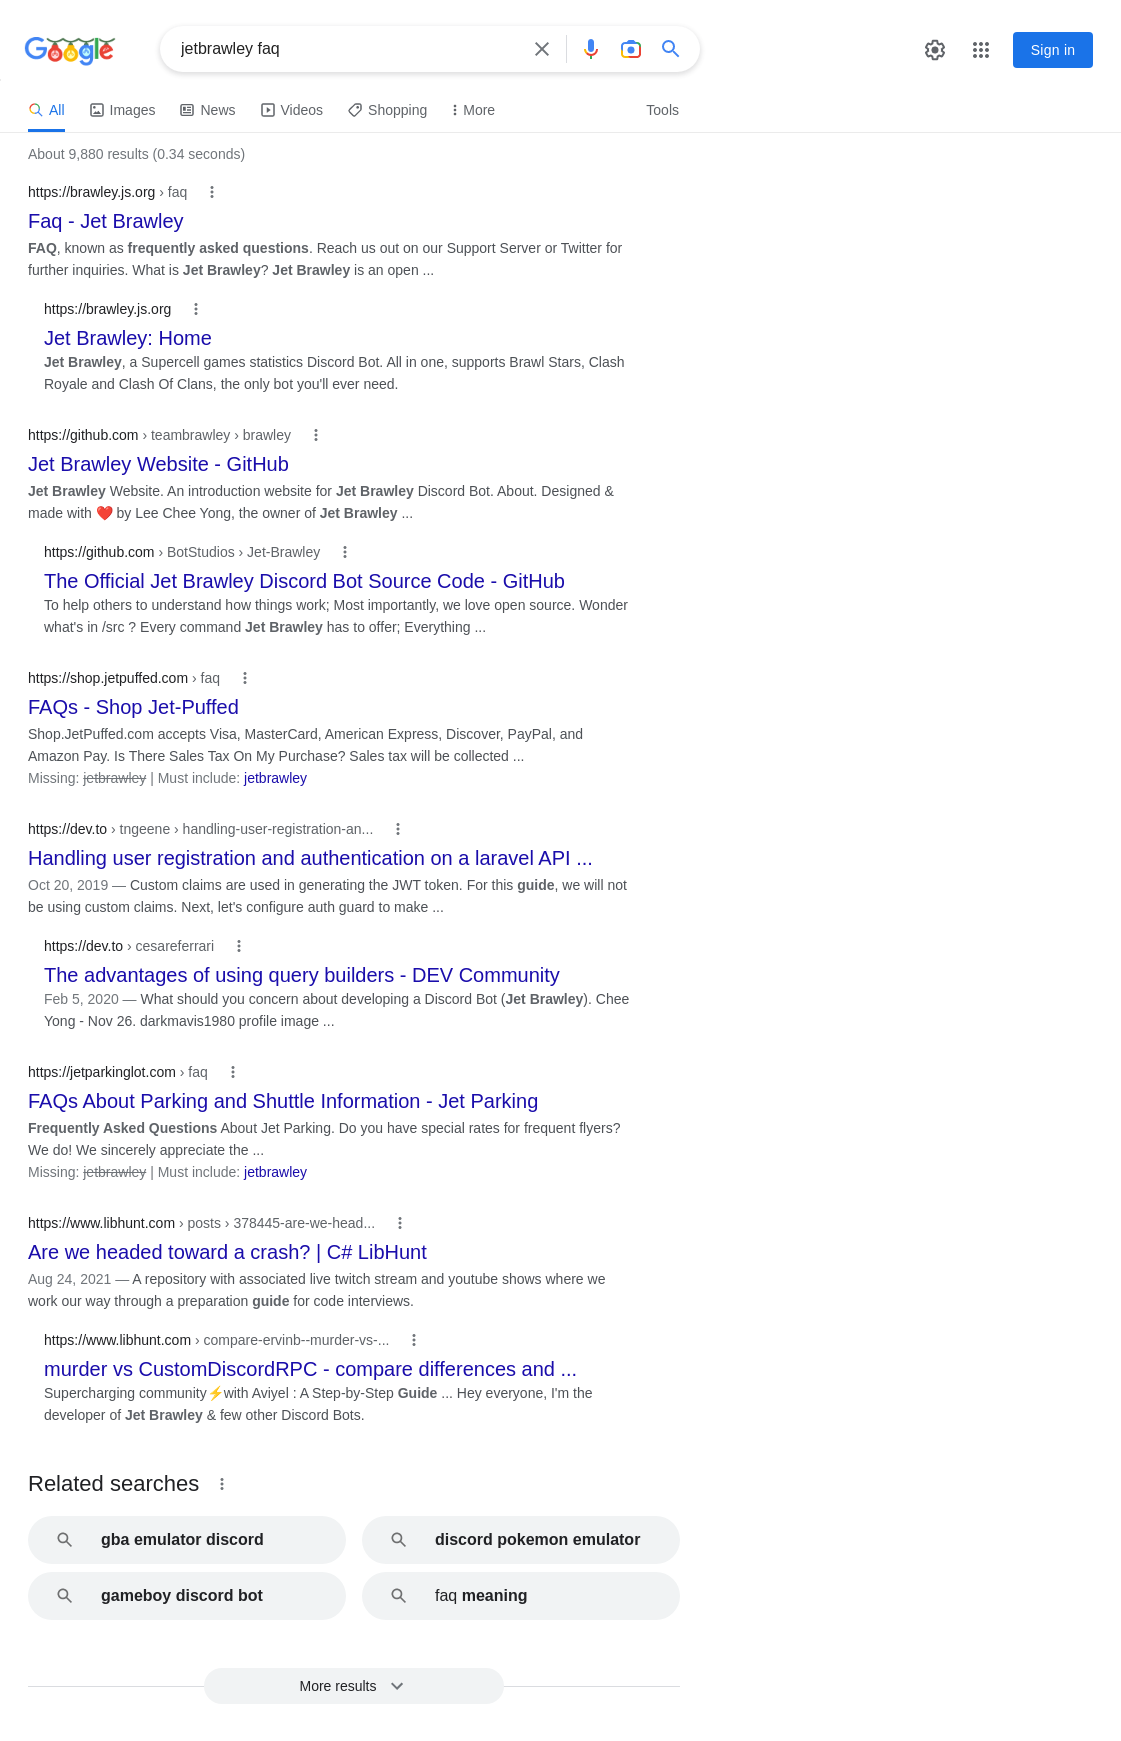 Google
jetbrawley faq
Sign in
All Images News Videos Shopping More Tools
About 9,880 results (0.34 seconds)
https://brawley.js.org › faq
Faq - Jet Brawley
FAQ, known as frequently asked questions. Reach us out on our Support Server or Twitter for
further inquiries. What is Jet Brawley? Jet Brawley is an open ...
https://brawley.js.org
Jet Brawley: Home
Jet Brawley, a Supercell games statistics Discord Bot. All in one, supports Brawl Stars, Clash
Royale and Clash Of Clans, the only bot you'll ever need.
https://github.com › teambrawley › brawley
Jet Brawley Website - GitHub
Jet Brawley Website. An introduction website for Jet Brawley Discord Bot. About. Designed &
made with ❤️ by Lee Chee Yong, the owner of Jet Brawley ...
https://github.com › BotStudios › Jet-Brawley
The Official Jet Brawley Discord Bot Source Code - GitHub
To help others to understand how things work; Most importantly, we love open source. Wonder
what's in /src ? Every command Jet Brawley has to offer; Everything ...
https://shop.jetpuffed.com › faq
FAQs - Shop Jet-Puffed
Shop.JetPuffed.com accepts Visa, MasterCard, American Express, Discover, PayPal, and
Amazon Pay. Is There Sales Tax On My Purchase? Sales tax will be collected ...
Missing: jetbrawley | Must include: jetbrawley
https://dev.to › tngeene › handling-user-registration-an...
Handling user registration and authentication on a laravel API ...
Oct 20, 2019 — Custom claims are used in generating the JWT token. For this guide, we will not
be using custom claims. Next, let's configure auth guard to make ...
https://dev.to › cesareferrari
The advantages of using query builders - DEV Community
Feb 5, 2020 — What should you concern about developing a Discord Bot (Jet Brawley). Chee
Yong - Nov 26. darkmavis1980 profile image ...
https://jetparkinglot.com › faq
FAQs About Parking and Shuttle Information - Jet Parking
Frequently Asked Questions About Jet Parking. Do you have special rates for frequent flyers?
We do! We sincerely appreciate the ...
Missing: jetbrawley | Must include: jetbrawley
https://www.libhunt.com › posts › 378445-are-we-head...
Are we headed toward a crash? | C# LibHunt
Aug 24, 2021 — A repository with associated live twitch stream and youtube shows where we
work our way through a preparation guide for code interviews.
https://www.libhunt.com › compare-ervinb--murder-vs-...
murder vs CustomDiscordRPC - compare differences and ...
Supercharging community⚡with Aviyel : A Step-by-Step Guide ... Hey everyone, I'm the
developer of Jet Brawley & few other Discord Bots.
Related searches
gba emulator discord
discord pokemon emulator
gameboy discord bot
faq meaning
More results